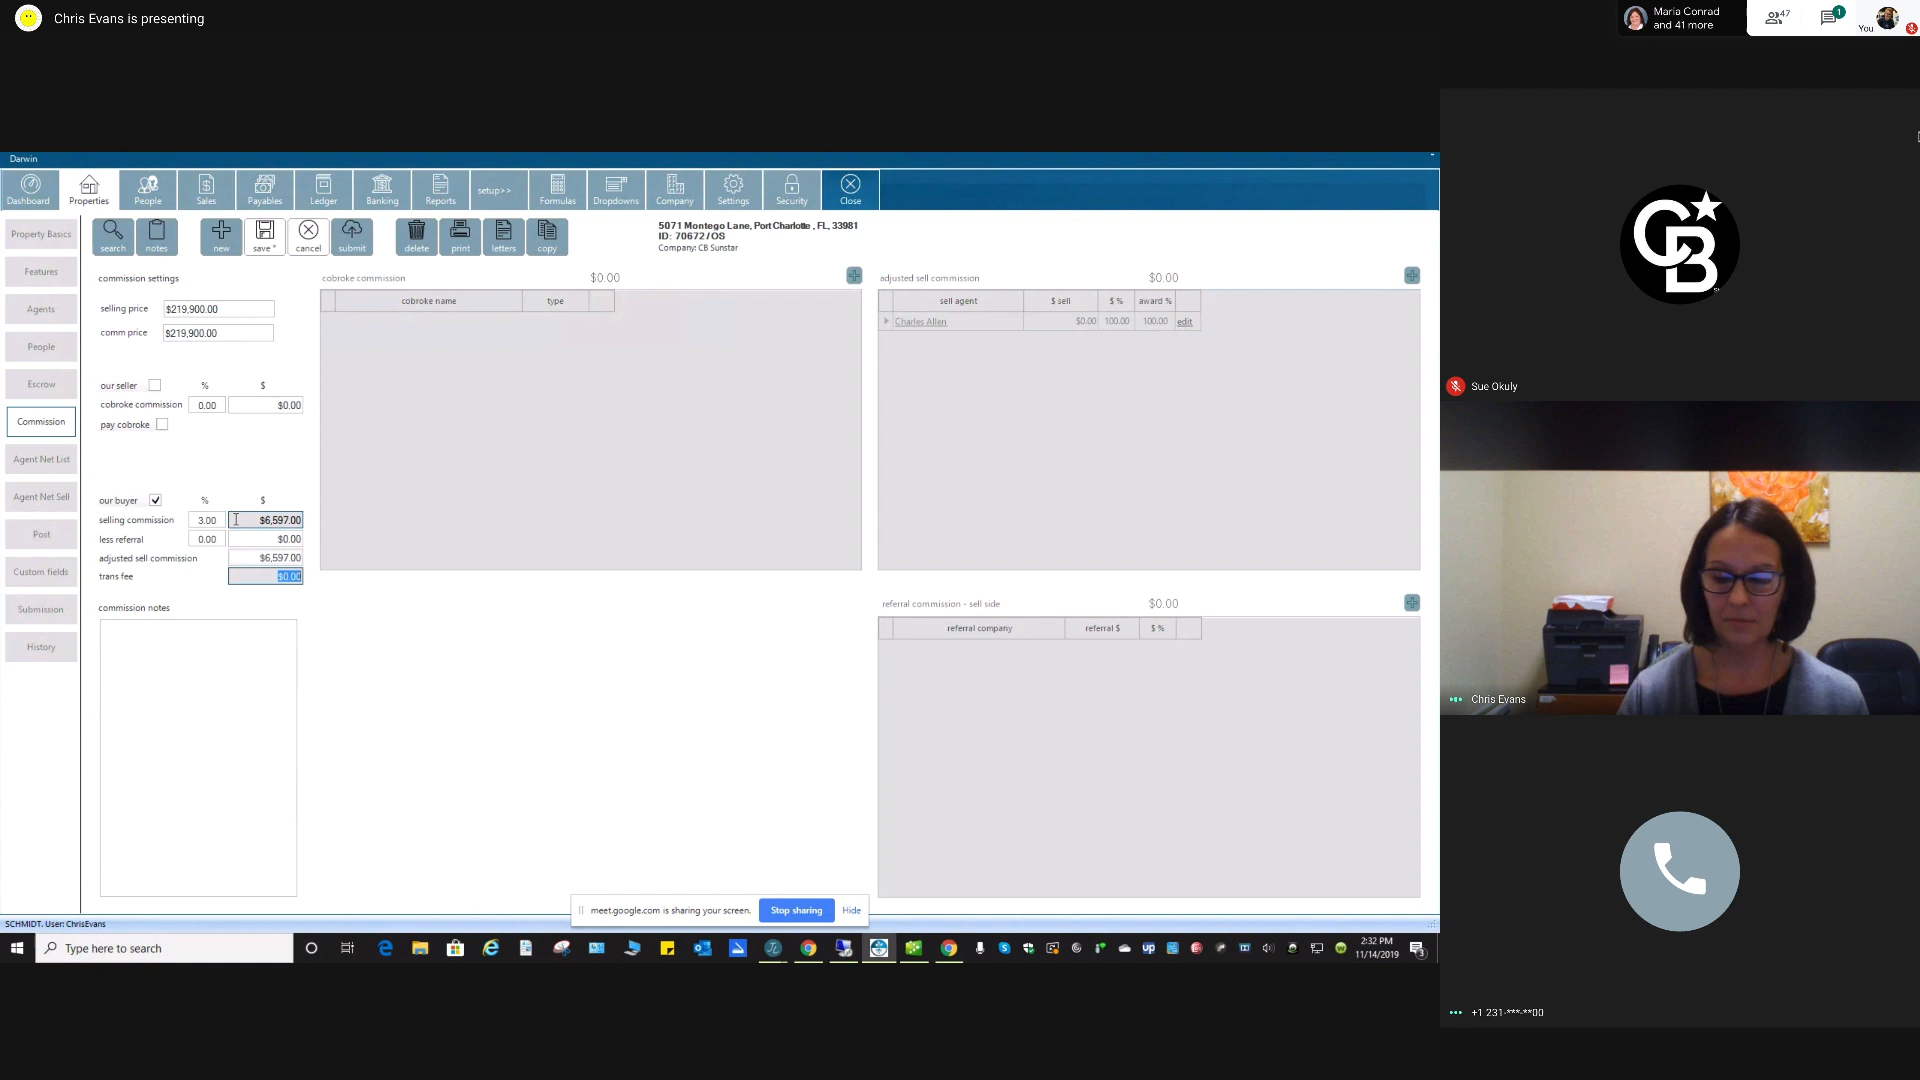 Chris Evans is presenting
Maria Conrad
and 41 more
47
1
You
Darwin
Dashboard
Properties
People
Sales
Payables
Ledger
Banking
Reports
setup>>
Formulas
Dropdowns
Company
Settings
Security
Close
Property Basics
Features
Agents
People
Escrow
Commission
Agent Net List
Agent Net Sell
Post
Custom fields
Submission
History
search
notes
new
save *
cancel
submit
delete
print
letters
copy
5071 Montego Lane, Port Charlotte , FL, 33981
ID: 70672 / OS
Company: CB Sunstar
commission settings
selling price $219,900.00
comm price $219,900.00
our seller % $
cobroke commission 0.00 $0.00
pay cobroke
our buyer % $
selling commission 3.00 $6,597.00
less referral 0.00 $0.00
adjusted sell commission $6,597.00
trans fee $0.00
commission notes
cobroke commission $0.00
cobroke name type
adjusted sell commission $0.00
sell agent $ sell $ % award %
Charles Allen $0.00 100.00 100.00 edit
referral commission - sell side $0.00
referral company referral $ $ %
meet.google.com is sharing your screen.
Stop sharing
Hide
SCHMIDT. User: ChrisEvans
Type here to search
up
2:32 PM
11/14/2019
3
CB
Sue Okuly
Chris Evans
+1 231-***-**00